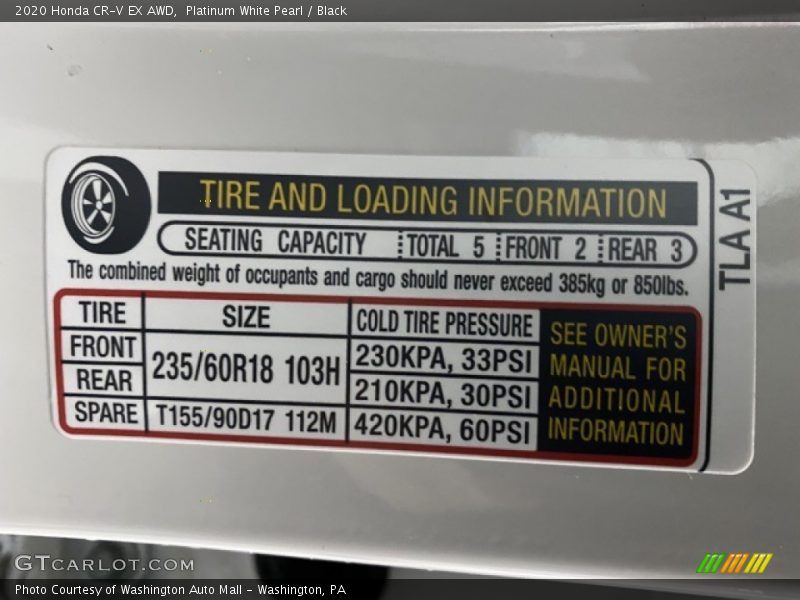 2020 Honda CR-V EX AWD, Platinum White Pearl / Black
TIRE AND LOADING INFORMATION
SEATING CAPACITY TOTAL 5 FRONT 2 REAR 3
The combined weight of occupants and cargo should never exceed 385kg or 850lbs.
TIRE SIZE COLD TIRE PRESSURE
FRONT 235/60R18 103H 230KPA, 33PSI
REAR 210KPA, 30PSI
SPARE T155/90D17 112M 420KPA, 60PSI
SEE OWNER'S
MANUAL FOR
ADDITIONAL
INFORMATION
TLA A1
GTCARLOT.COM
Photo Courtesy of Washington Auto Mall - Washington, PA